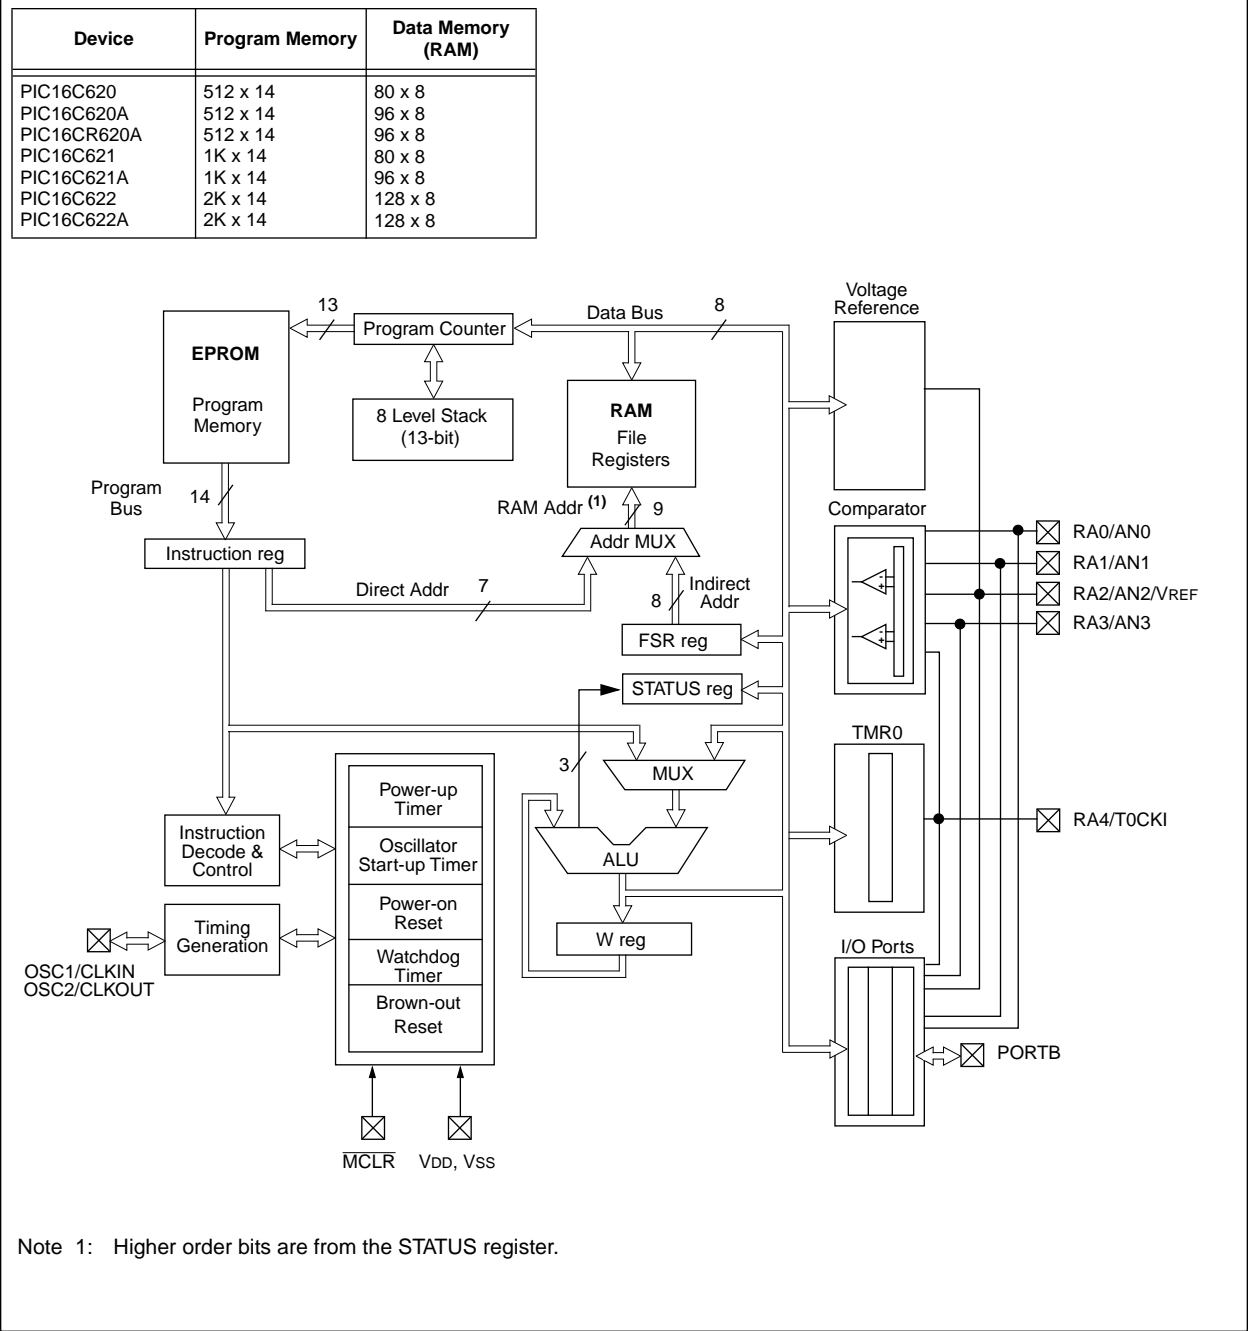 Device Program Memory Data Memory (RAM)
PIC16C620 512 x 14 80 x 8
PIC16C620A 512 x 14 96 x 8
PIC16CR620A 512 x 14 96 x 8
PIC16C621 1K x 14 80 x 8
PIC16C621A 1K x 14 96 x 8
PIC16C622 2K x 14 128 x 8
PIC16C622A 2K x 14 128 x 8
Voltage
Reference
13
Data Bus
8
Program Counter
EPROM
Program
Memory
8 Level Stack
(13-bit)
RAM
File
Registers
Program
Bus
14
RAM Addr (1)
9
Comparator
- +
- +
RA0/AN0
RA1/AN1
RA2/AN2/VREF
RA3/AN3
Instruction reg
Addr MUX
Direct Addr
7
8
Indirect
Addr
FSR reg
STATUS reg
TMR0
3
MUX
Power-up
Timer
Instruction
Decode &
Control
Oscillator
Start-up Timer
ALU
RA4/T0CKI
Power-on
Reset
Timing
Generation
W reg
I/O Ports
Watchdog
Timer
OSC1/CLKIN
OSC2/CLKOUT
Brown-out
Reset
PORTB
MCLR
VDD, VSS
Note 1: Higher order bits are from the STATUS register.